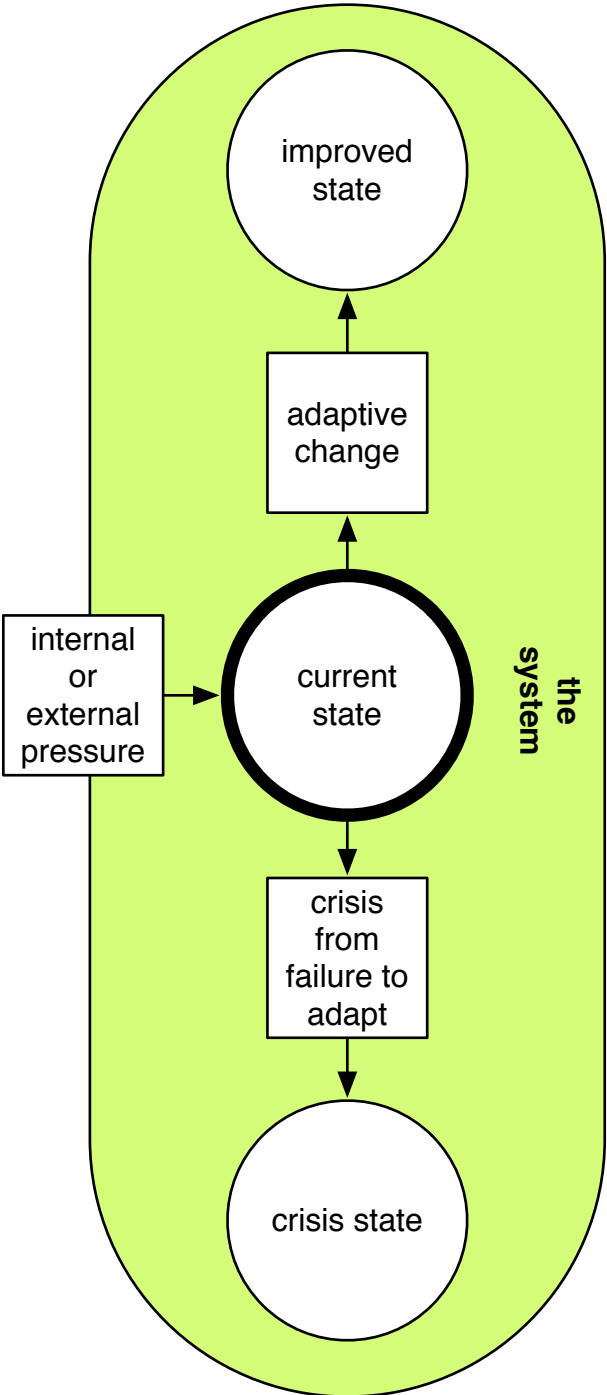 improved
state
adaptive
change
internal
or
external
pressure
current
state
the
system
crisis
from
failure to
adapt
crisis state